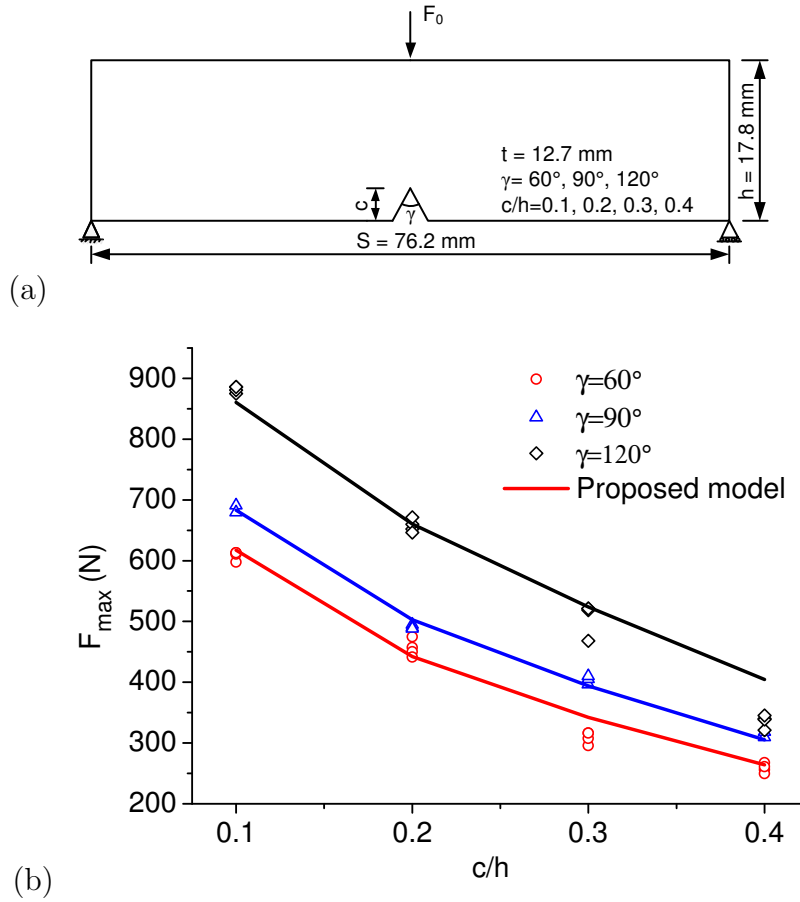 F₀
t = 12.7 mm
γ= 60°, 90°, 120°
c/h=0.1, 0.2, 0.3, 0.4
h = 17.8 mm
c
γ
S = 76.2 mm
(a)
900
800
700
600
500
400
300
200
F_max (N)
γ=60°
γ=90°
γ=120°
Proposed model
0.1 0.2 0.3 0.4
c/h
(b)